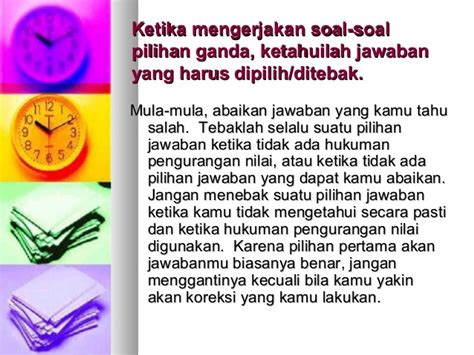 Ketika mengerjakan soal-soal
pilihan ganda, ketahuilah jawaban
yang harus dipilih/ditebak.
Mula-mula, abaikan jawaban yang kamu tahu
salah. Tebaklah selalu suatu pilihan
jawaban ketika tidak ada hukuman
pengurangan nilai, atau ketika tidak ada
pilihan jawaban yang dapat kamu abaikan.
Jangan menebak suatu pilihan jawaban
ketika kamu tidak mengetahui secara pasti
dan ketika hukuman pengurangan nilai
digunakan. Karena pilihan pertama akan
jawabanmu biasanya benar, jangan
menggantinya kecuali bila kamu yakin
akan koreksi yang kamu lakukan.